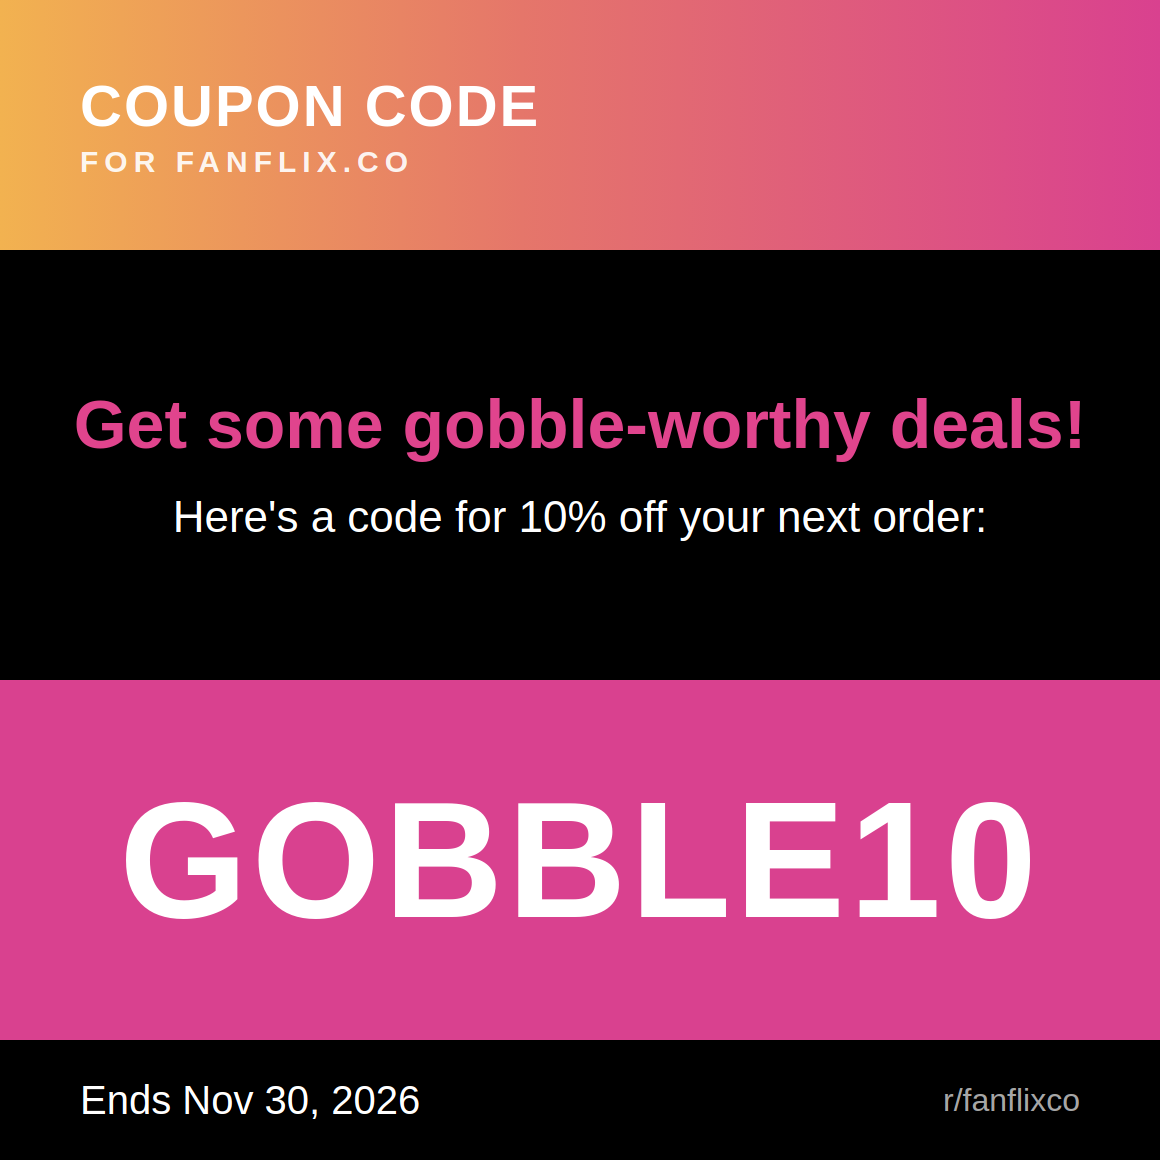 COUPON CODE
FOR FANFLIX.CO
Get some gobble-worthy deals!
Here's a code for 10% off your next order:
GOBBLE10
Ends Nov 30, 2026
r/fanflixco